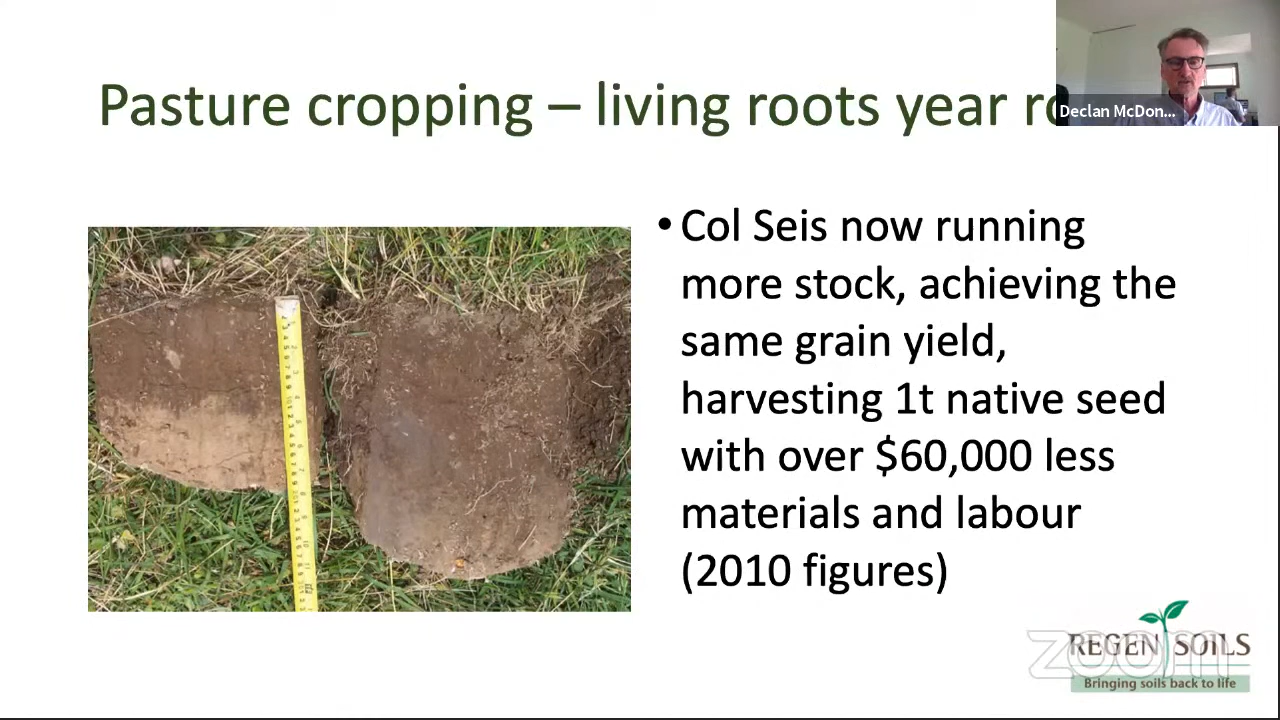 Pasture cropping – living roots year ro
Declan McDon...
• Col Seis now running
more stock, achieving the
same grain yield,
harvesting 1t native seed
with over $60,000 less
materials and labour
(2010 figures)
zoom
REGEN SOILS
Bringing soils back to life